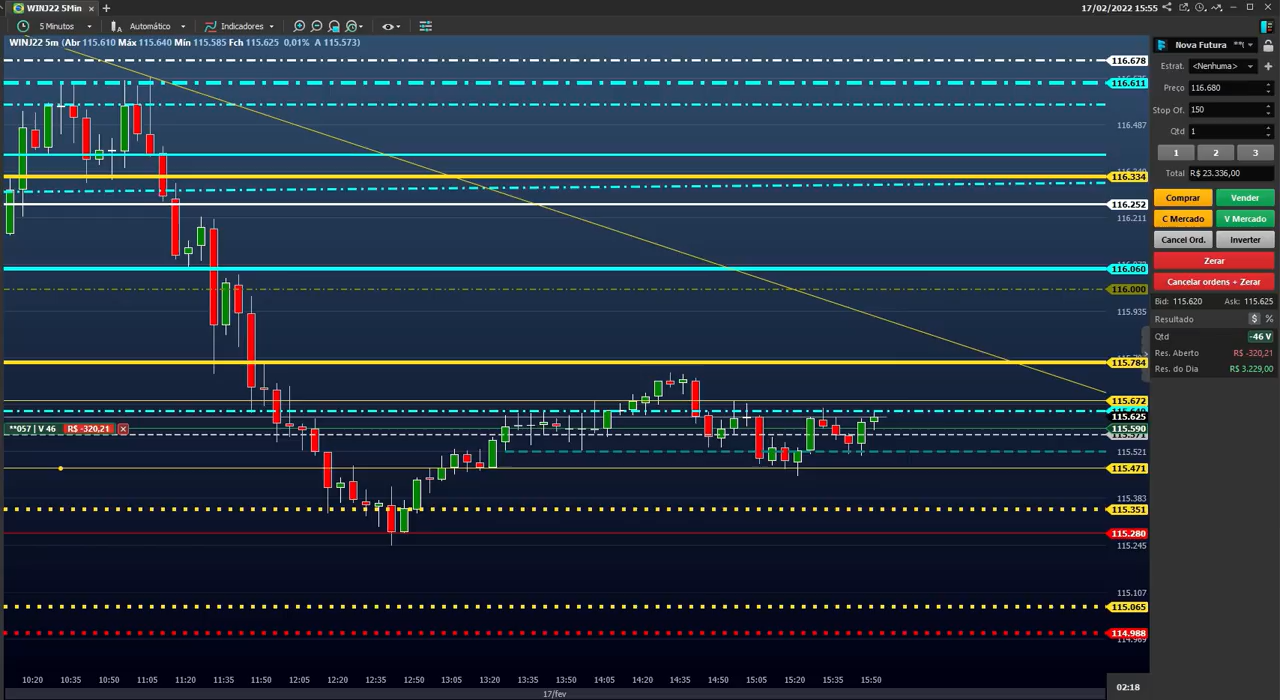 WINJ22 5Min
17/02/2022 15:55
5 Minutos
Automático
Indicadores
WINJ22 5m (Abr 115.610 Máx 115.640 Mín 115.585 Fch 115.625 0,01% A 115.573)
116.678
116.611
116.487
116.334
116.252
116.211
116.060
116.000
115.935
115.784
115.672
115.625
**057 | V 46 R$ -320,21
115.590
115.521
115.471
115.383
115.351
115.280
115.245
115.107
115.065
114.988
10:20 10:35 10:50 11:05 11:20 11:35 11:50 12:05 12:20 12:35 12:50 13:05 13:20 13:35 13:50 14:05 14:20 14:35 14:50 15:05 15:20 15:35 15:50
17/fev
02:18
Nova Futura
Estrat. <Nenhuma>
Preço 116.680
Stop Of. 150
Qtd 1
1 2 3
Total R$ 23.336,00
Comprar Vender
C Mercado V Mercado
Cancel Ord. Inverter
Zerar
Cancelar ordens + Zerar
Bid: 115.620 Ask: 115.625
Resultado $ %
Qtd -46 V
Res. Aberto R$ -320,21
Res. do Dia R$ 3.229,00